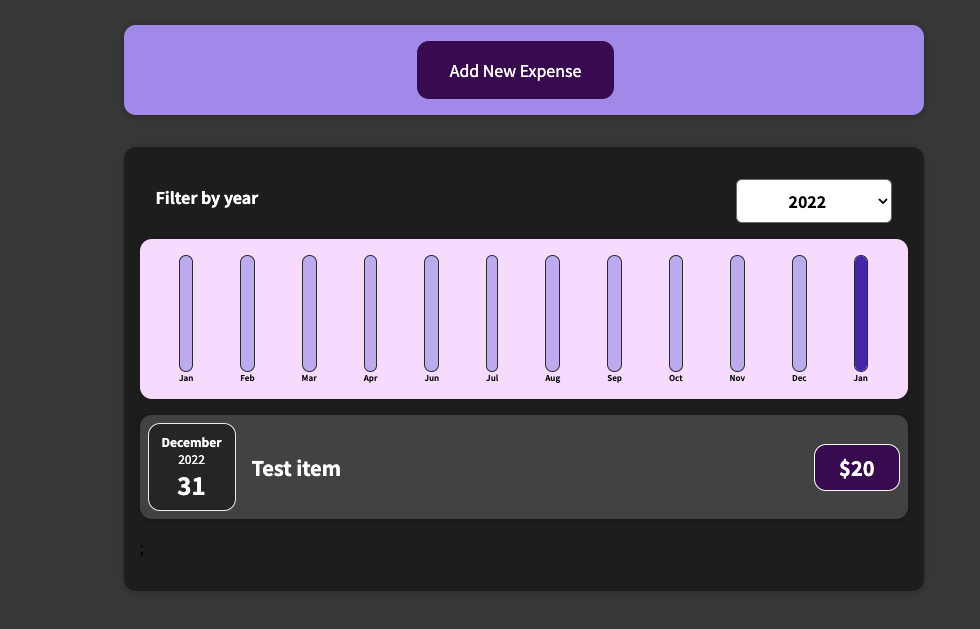 Add New Expense
Filter by year
2022
Jan Feb Mar Apr Jun Jul Aug Sep Oct Nov Dec Jan
December
2022
31
Test item
$20
;